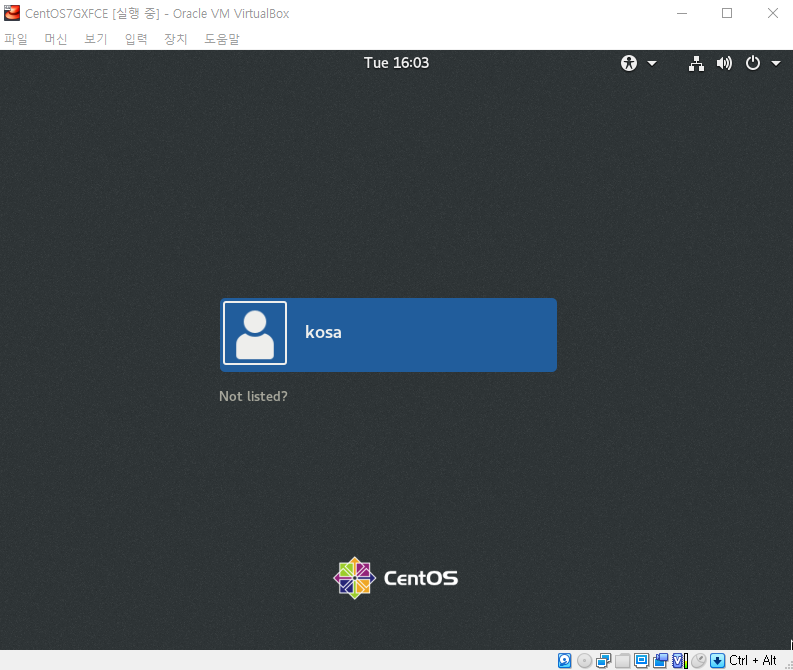 CentOS7GXFCE [실행 중] - Oracle VM VirtualBox
파일 머신 보기 입력 장치 도움말
Tue 16:03
kosa
Not listed?
CentOS
Ctrl + Alt